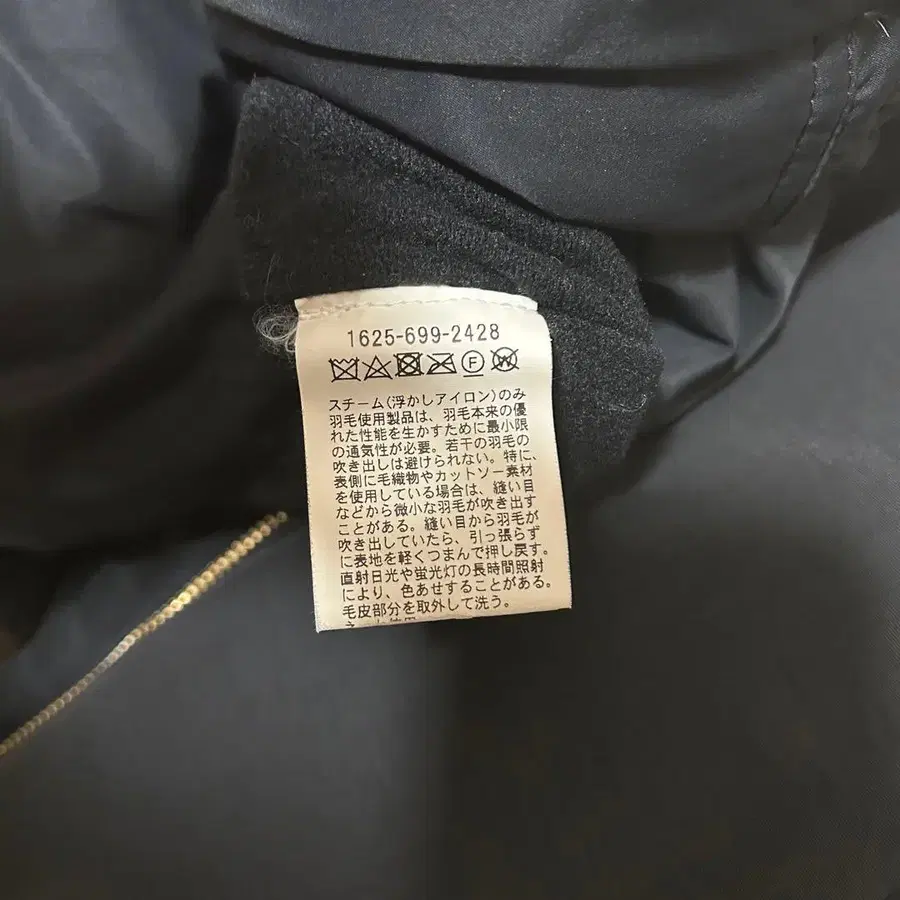 1625-699-2428
F W
スチーム(浮かしアイロン)のみ
羽毛使用製品は、羽毛本来の優
れた性能を生かすために最小限
の通気性が必要。若干の羽毛の
吹き出しは避けられない。特に、
表側に毛織物やカットソー素材
を使用している場合は、縫い目
などから微小な羽毛が吹き出す
ことがある。縫い目から羽毛が
吹き出していたら、引っ張らず
に表地を軽くつまんで押し戻す。
直射日光や蛍光灯の長時間照射
により、色あせすることがある。
毛皮部分を取外して洗う。